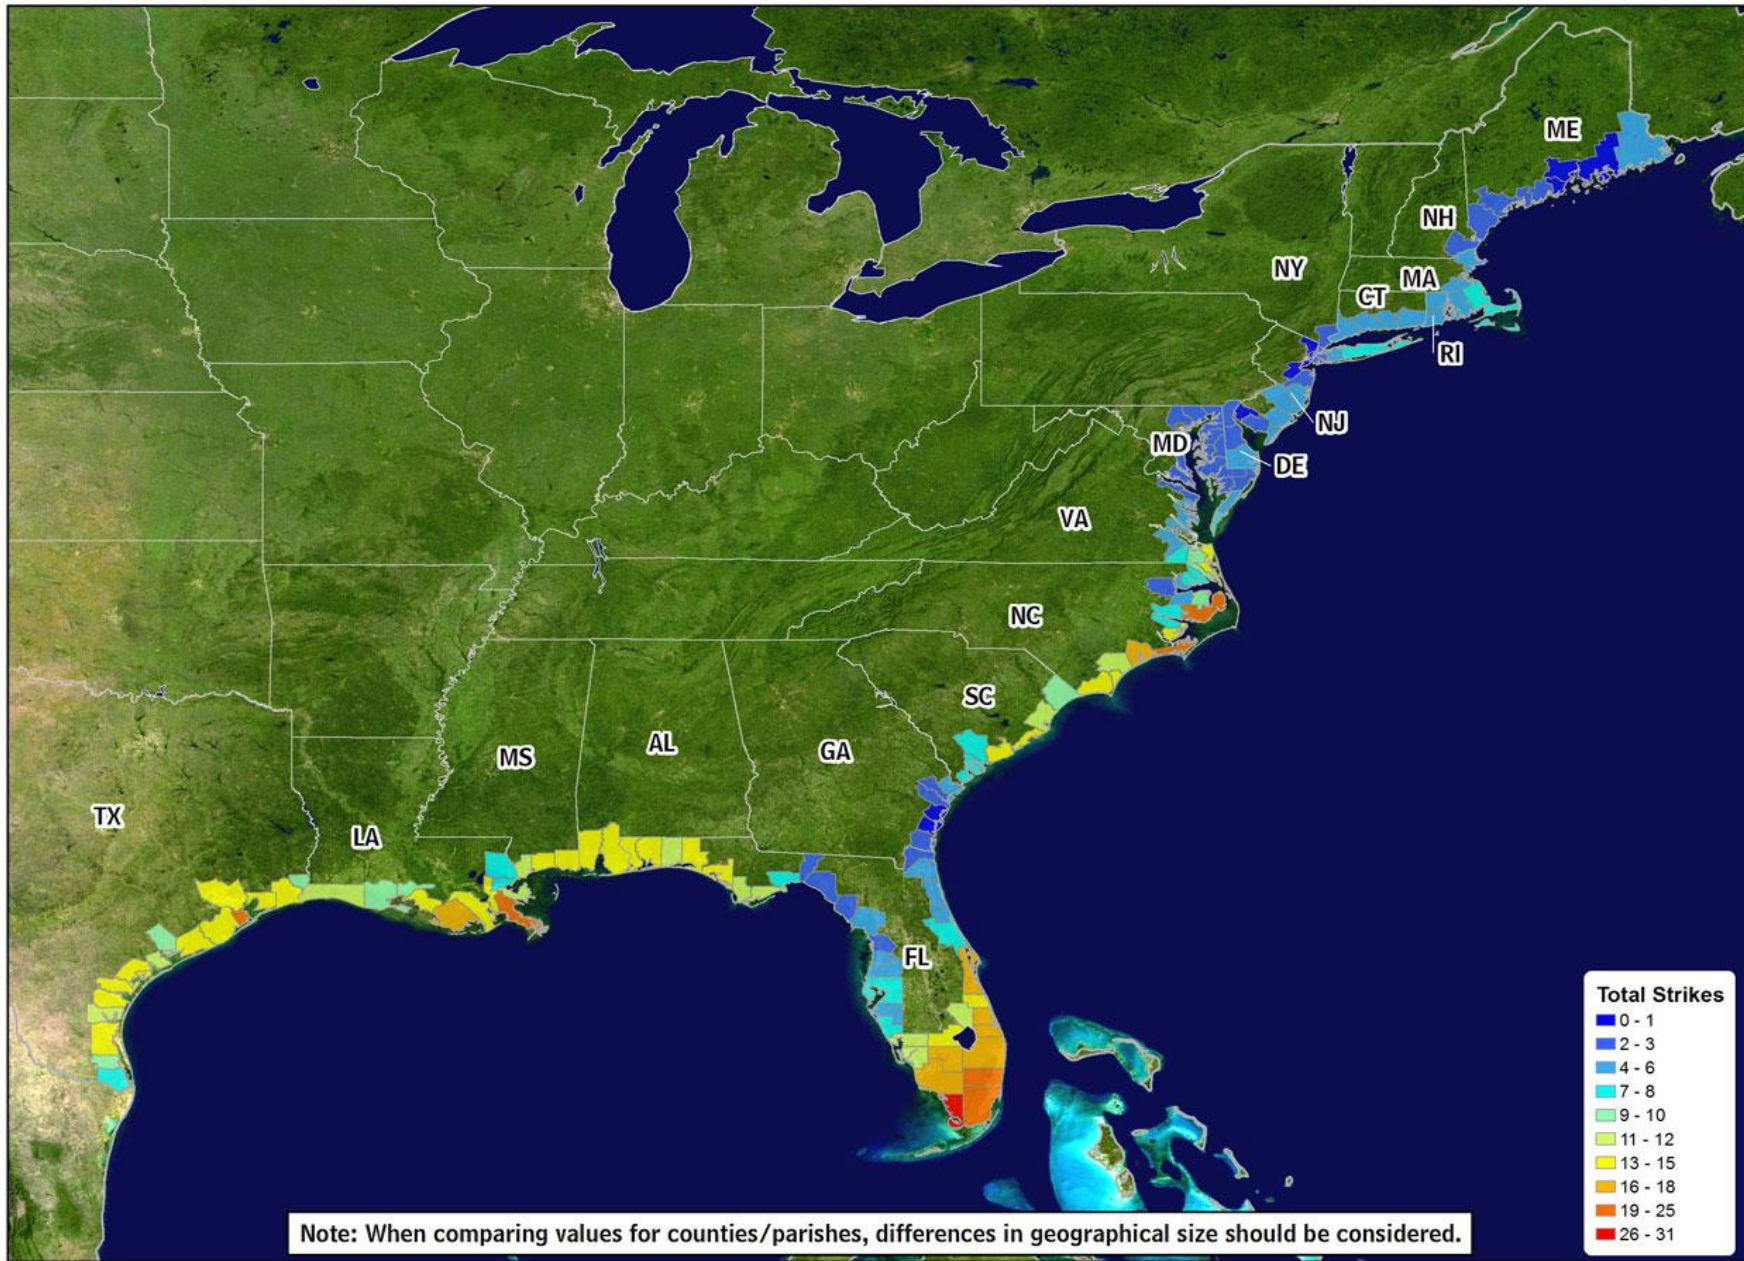 ME
NH
NY
MA
CT
RI
NJ
MD
DE
VA
NC
SC
MS
AL
GA
TX
LA
FL
Total Strikes
0 - 1
2 - 3
4 - 6
7 - 8
9 - 10
11 - 12
13 - 15
16 - 18
19 - 25
26 - 31
Note: When comparing values for counties/parishes, differences in geographical size should be considered.